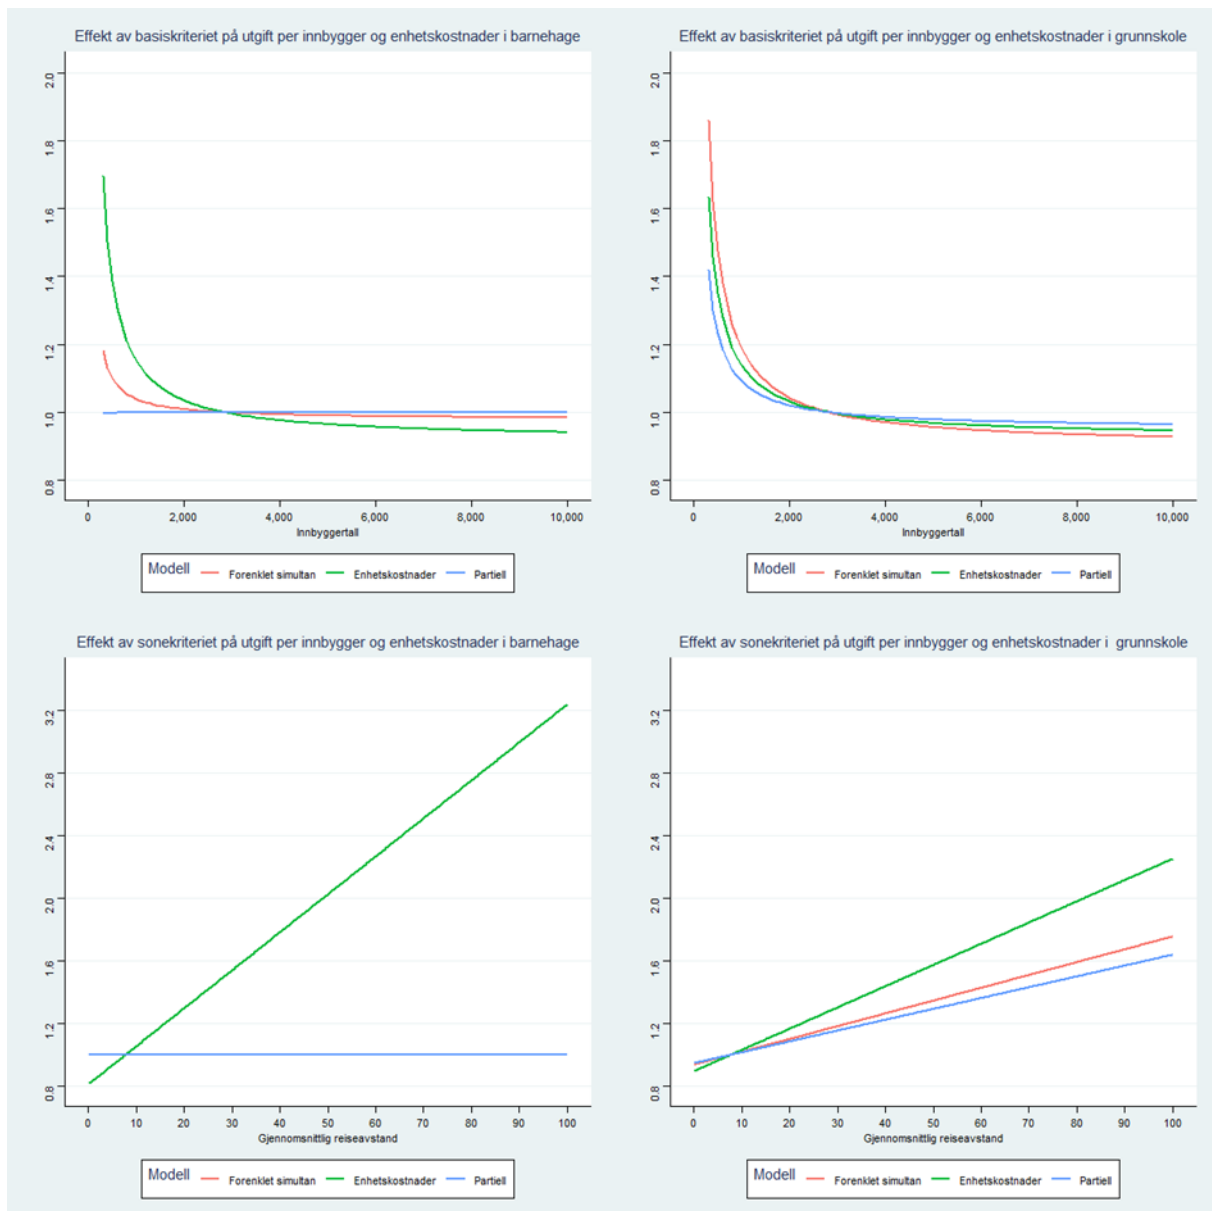 Effekt av basiskriteriet på utgift per innbygger og enhetskostnader i barnehage
2.0
1.8
1.6
1.4
1.2
1.0
0.8
0 2,000 4,000 6,000 8,000 10,000
Innbyggertall
Modell Forenklet simultan Enhetskostnader Partiell
Effekt av basiskriteriet på utgift per innbygger og enhetskostnader i grunnskole
2.0
1.8
1.6
1.4
1.2
1.0
0.8
0 2,000 4,000 6,000 8,000 10,000
Innbyggertall
Modell Forenklet simultan Enhetskostnader Partiell
Effekt av sonekriteriet på utgift per innbygger og enhetskostnader i barnehage
3.2
2.8
2.4
2.0
1.6
1.2
0.8
0 10 20 30 40 50 60 70 80 90 100
Gjennomsnittlig reiseavstand
Modell Forenklet simultan Enhetskostnader Partiell
Effekt av sonekriteriet på utgift per innbygger og enhetskostnader i grunnskole
3.2
2.8
2.4
2.0
1.6
1.2
0.8
0 10 20 30 40 50 60 70 80 90 100
Gjennomsnittlig reiseavstand
Modell Forenklet simultan Enhetskostnader Partiell